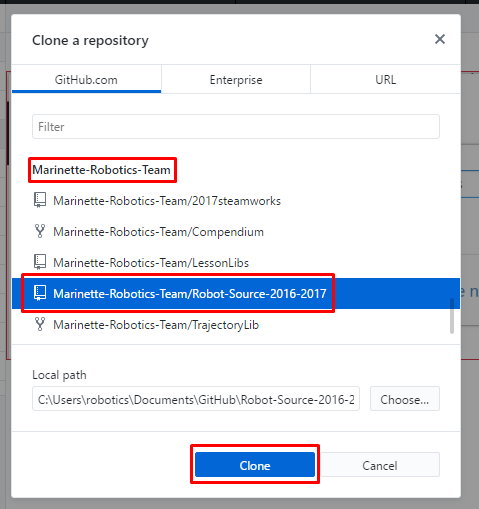 Clone a repository
GitHub.com
Enterprise
URL
Filter
Marinette-Robotics-Team
Marinette-Robotics-Team/2017steamworks
Marinette-Robotics-Team/Compendium
Marinette-Robotics-Team/LessonLibs
Marinette-Robotics-Team/Robot-Source-2016-2017
Marinette-Robotics-Team/TrajectoryLib
Local path
C:\Users\robotics\Documents\GitHub\Robot-Source-2016-2
Choose...
Clone
Cancel